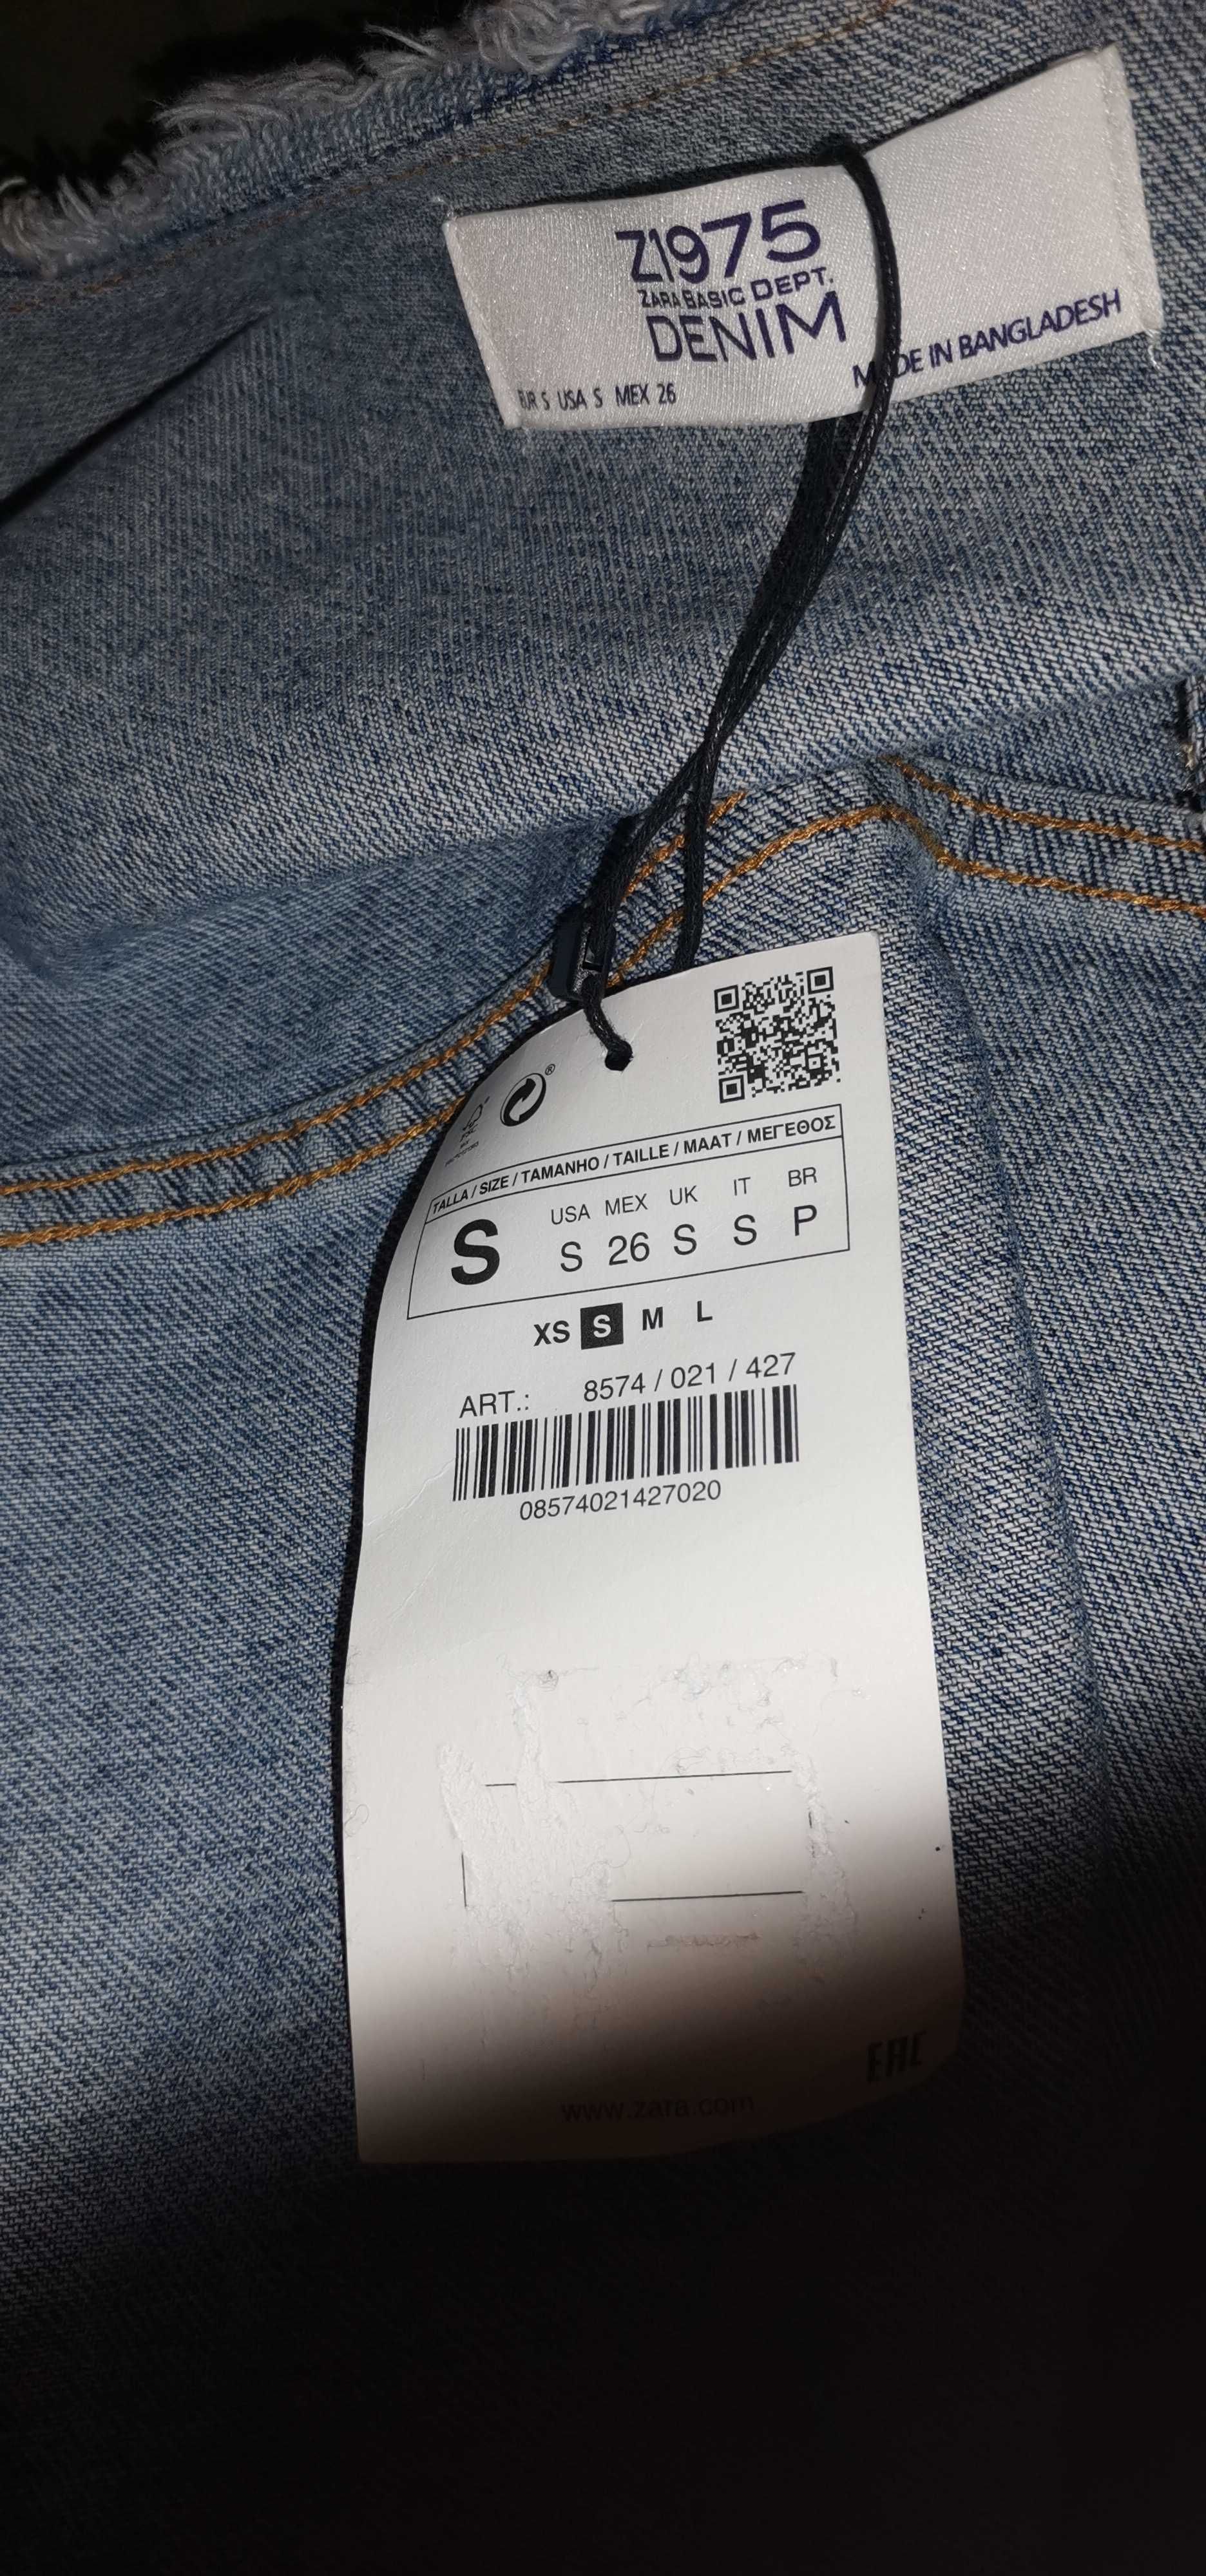 Z1975
ZARA BASIC DEPT.
DENIM
EUR S USA S MEX 26
MADE IN BANGLADESH
®
TALLA / SIZE / TAMANHO / TAILLE / MAAT / ΜΕΓΕΘΟΣ
S
USA MEX UK IT BR
S 26 S S P
XS S M L
ART.: 8574 / 021 / 427
08574021427020
EAC
www.zara.com